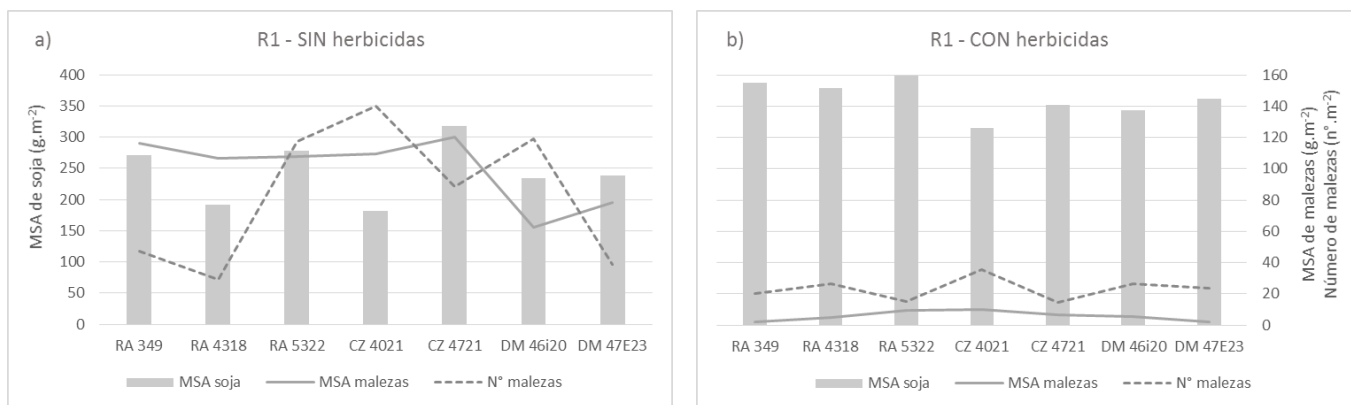 a)
R1 - SIN herbicidas
MSA de soja (g.m-2)
400
350
300
250
200
150
100
50
0
RA 349 RA 4318 RA 5322 CZ 4021 CZ 4721 DM 46i20 DM 47E23
MSA soja MSA malezas N° malezas
b)
R1 - CON herbicidas
160
140
120
100
80
60
40
20
0
MSA de malezas (g.m-2)
Número de malezas (n°.m-2)
RA 349 RA 4318 RA 5322 CZ 4021 CZ 4721 DM 46i20 DM 47E23
MSA soja MSA malezas N° malezas